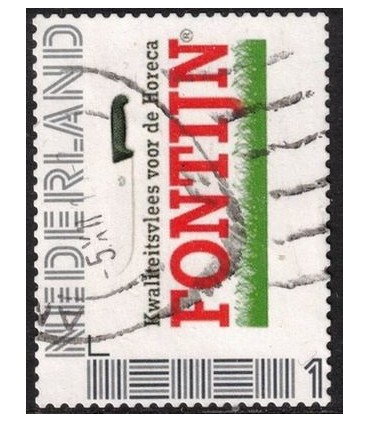 NEDERLAND
Kwaliteitsvlees voor de Horeca
FONTIJN®
1